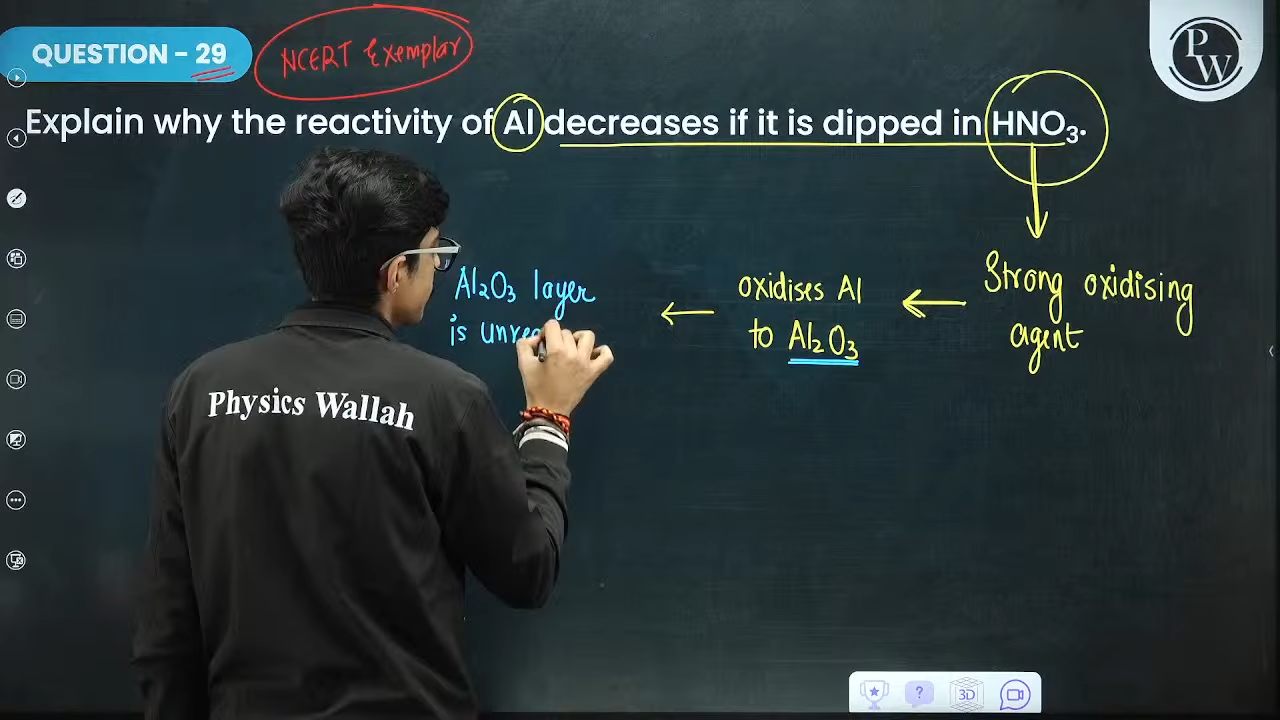 QUESTION - 29
NCERT Exemplar
PW
Explain why the reactivity of Al decreases if it is dipped in HNO₃.
Strong oxidising
agent
oxidises Al
to Al₂O₃
Al₂O₃ layer
is
Physics Wallah
3D